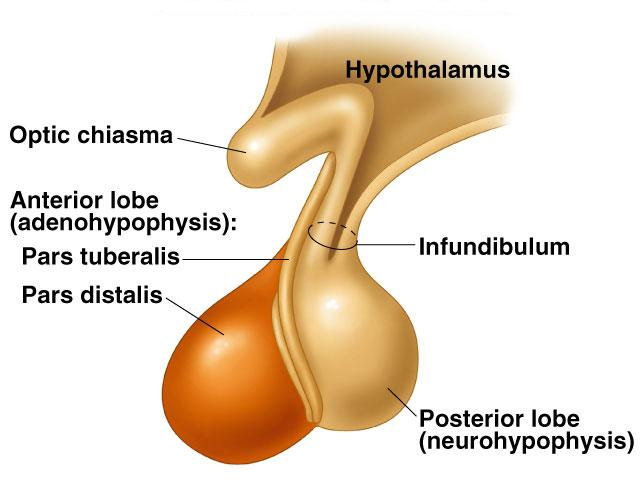 Hypothalamus
Optic chiasma
Anterior lobe
(adenohypophysis):
Pars tuberalis
Infundibulum
Pars distalis
Posterior lobe
(neurohypophysis)